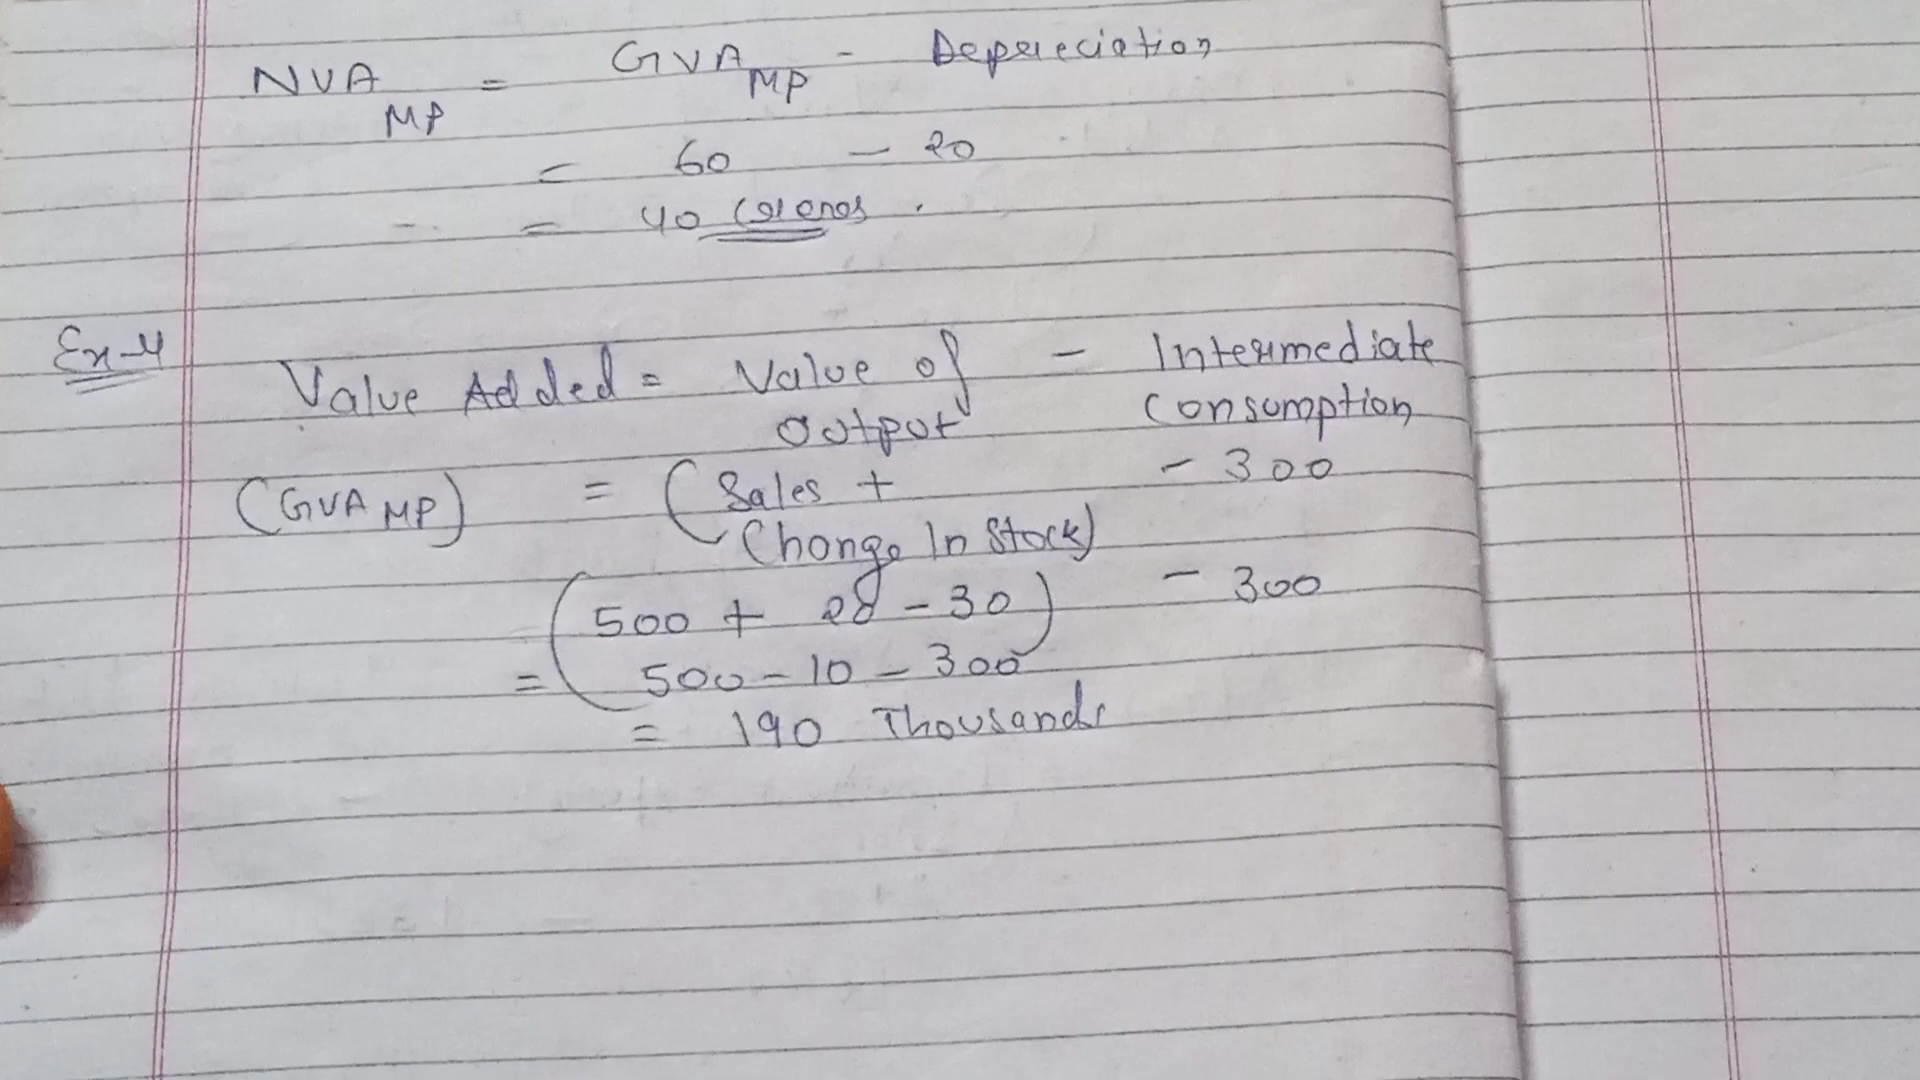 NVA MP = GVA MP - Depreciation
= 60 - 20
= 40 Crores.
Ex-4
Value Added = Value of Output - Intermediate Consumption
(GVA MP) = (Sales + Change In Stock) - 300
= (500 + 20 - 30) - 300
= 500 - 10 - 300
= 190 Thousands